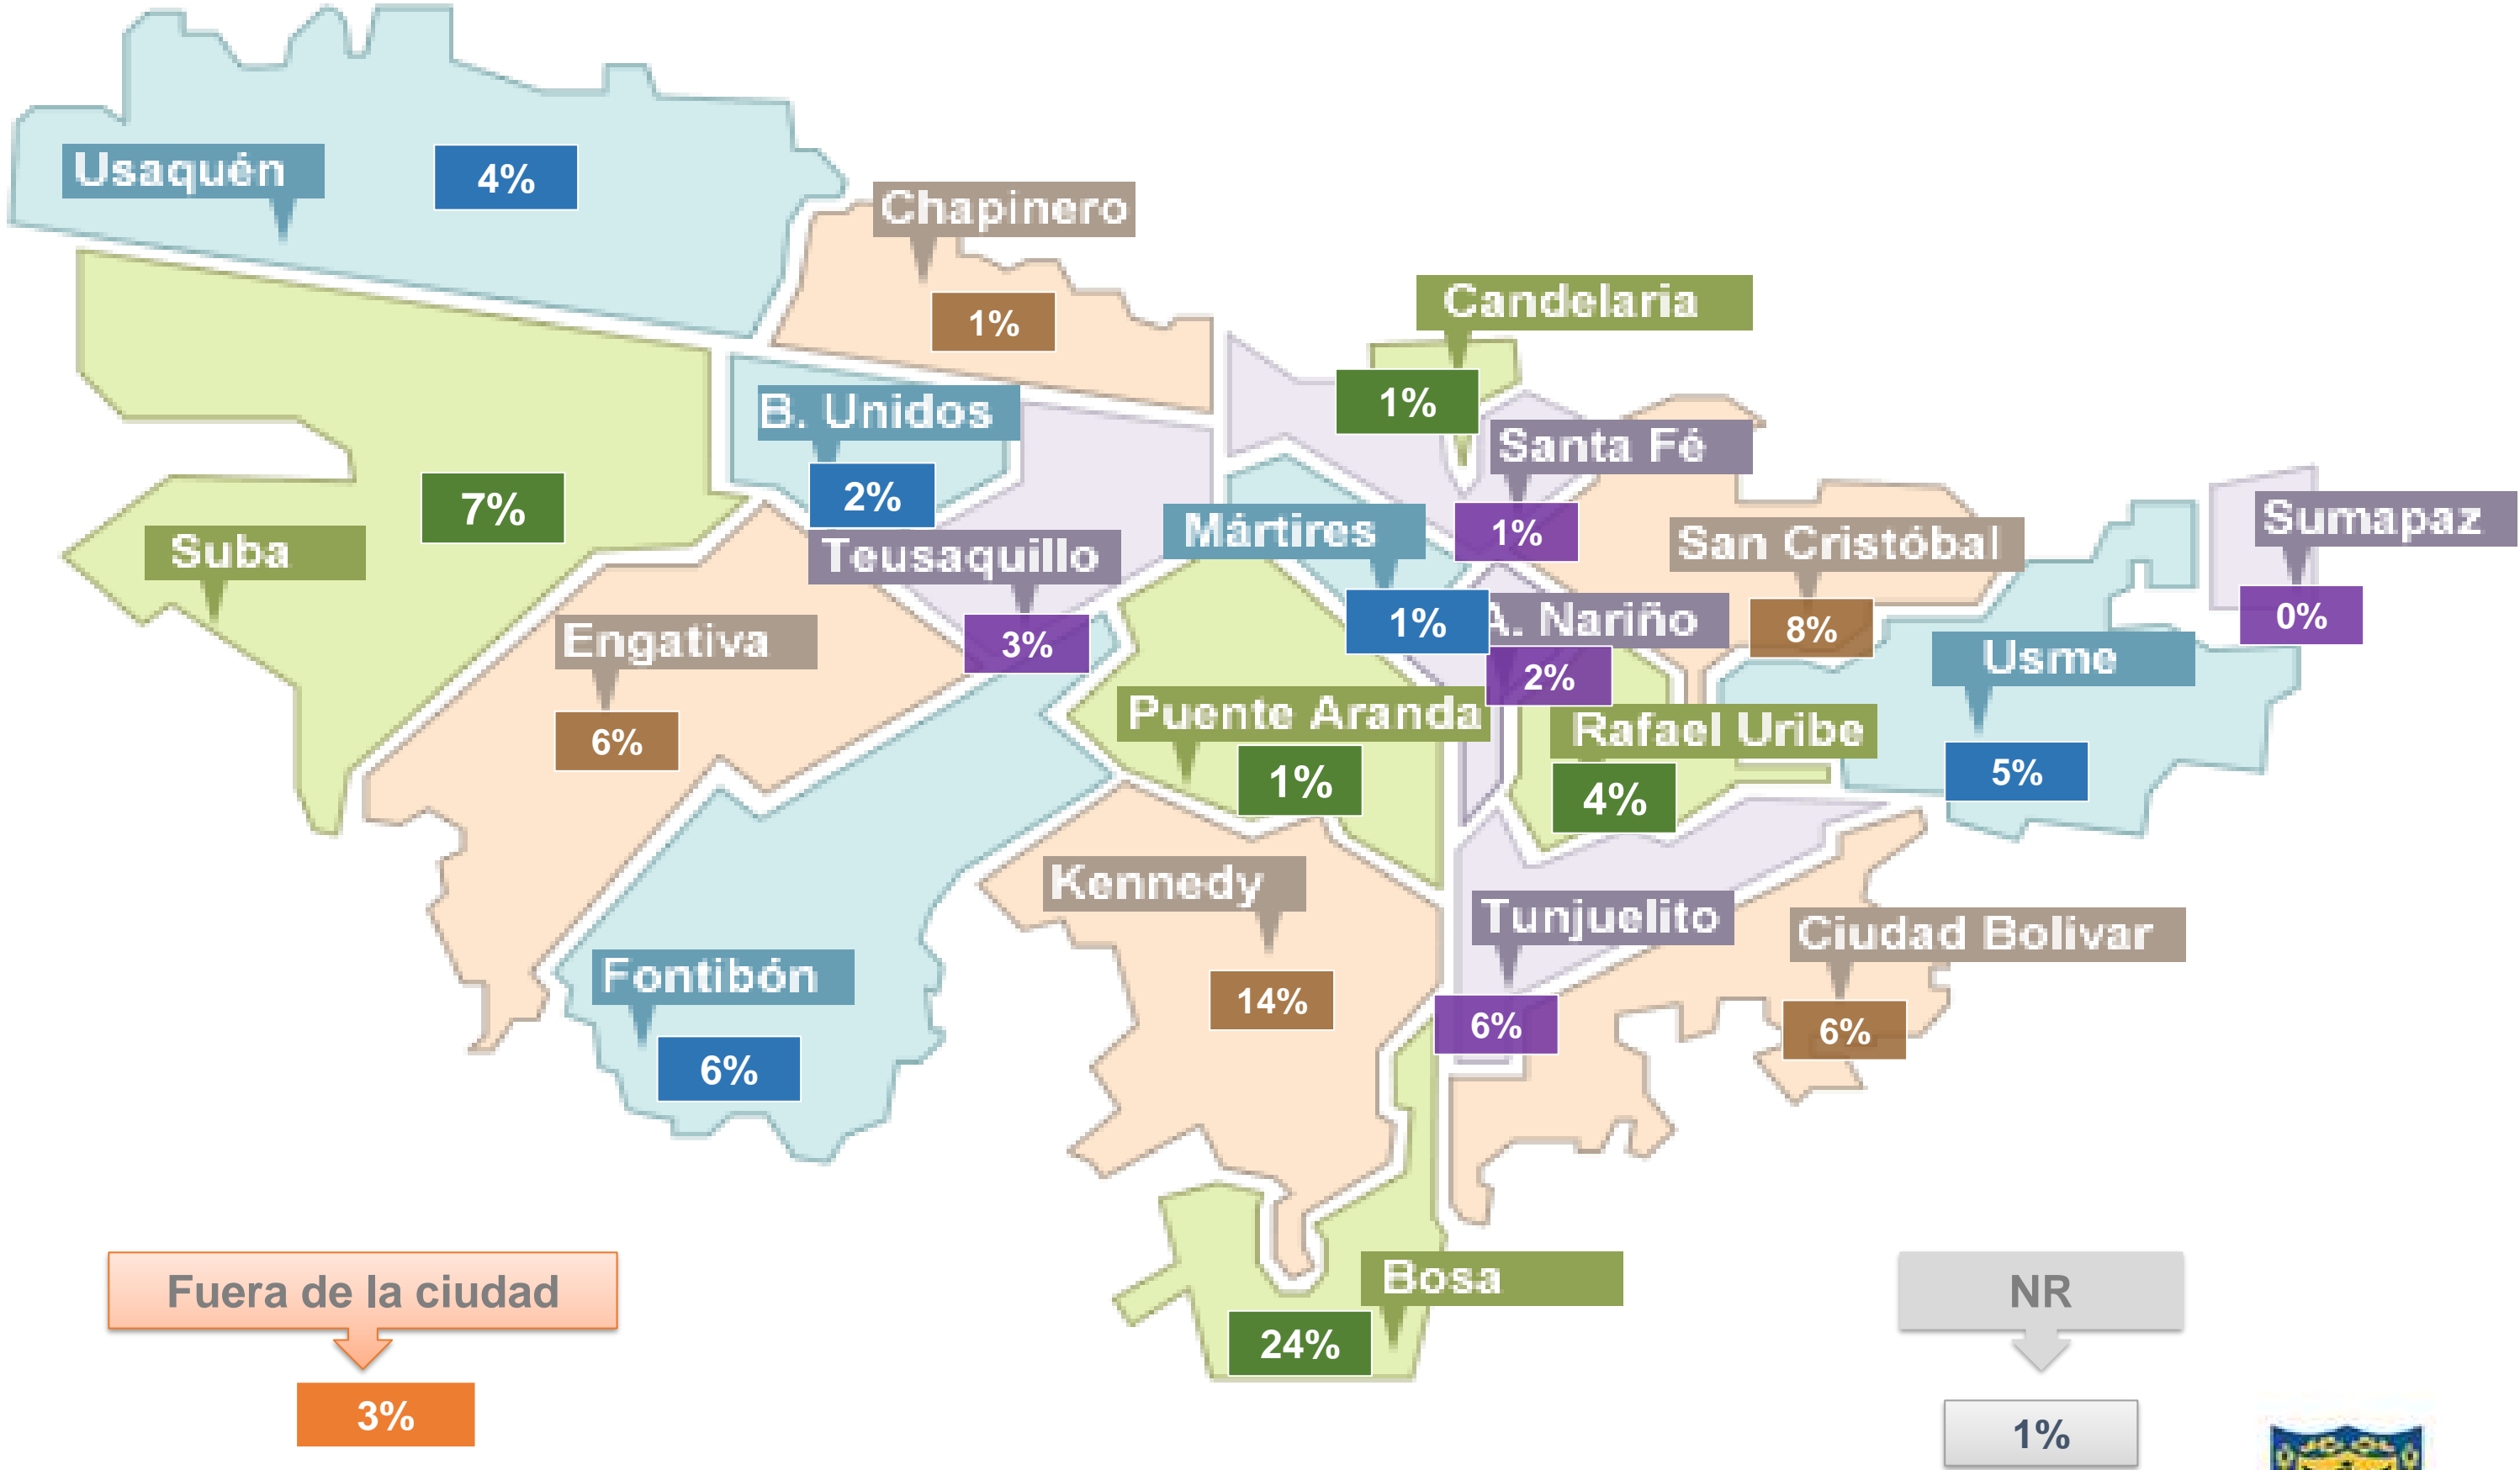 Usaquén
4%
Chapinero
1%
Candelaria
1%
B. Unidos
2%
Santa Fé
1%
Suba
7%
Teusaquillo
3%
Mártires
1%
San Cristóbal
8%
Sumapaz
0%
Engativa
6%
A. Nariño
2%
Usme
5%
Puente Aranda
1%
Rafael Uribe
4%
Kennedy
14%
Tunjuelito
6%
Ciudad Bolivar
6%
Fontibón
6%
Bosa
24%
Fuera de la ciudad
3%
NR
1%